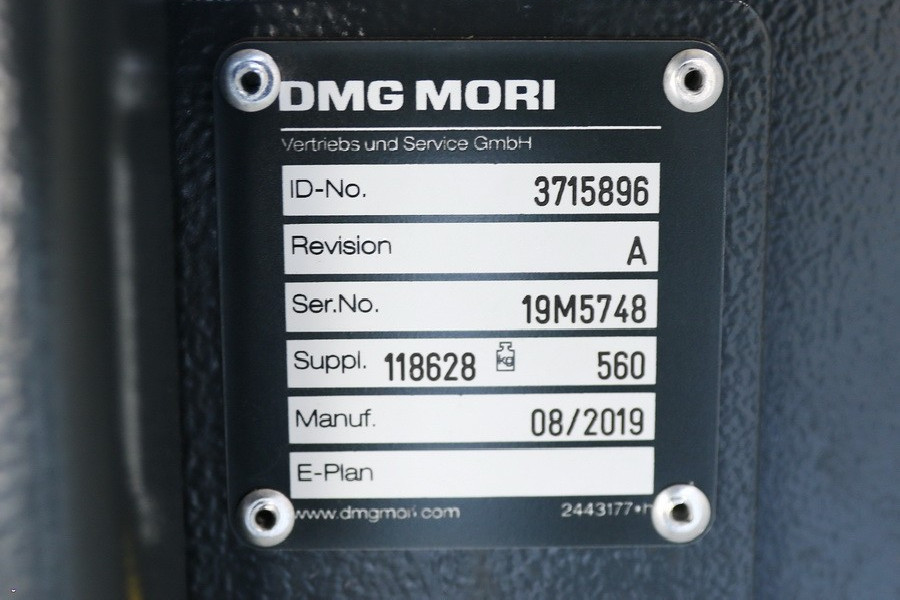 DMG MORI
Vertriebs und Service GmbH
ID-No. 3715896
Revision A
Ser.No. 19M5748
Suppl. 118628 kg 560
Manuf. 08/2019
E-Plan
www.dmgmori.com 2443177•H